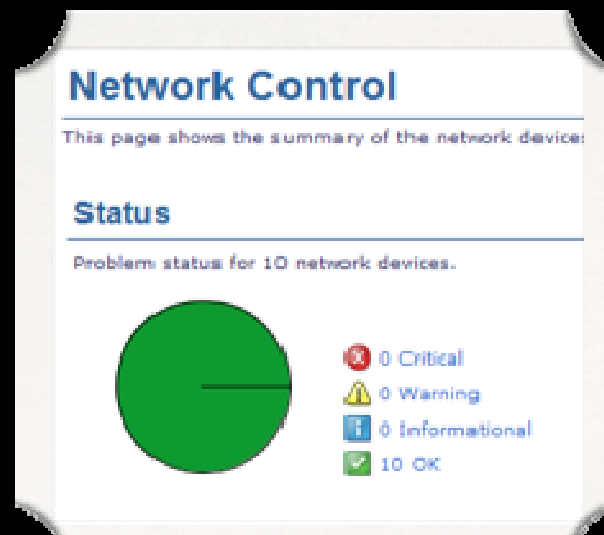 Network Control
This page shows the summary of the network devices
Status
Problem status for 10 network devices.
0 Critical
0 Warning
0 Informational
10 OK